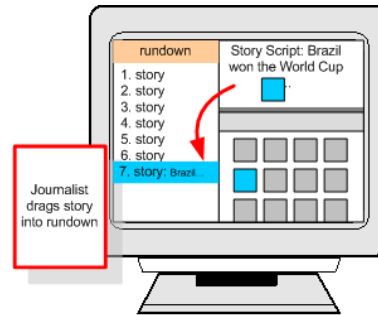 rundown
1. story
2. story
3. story
4. story
5. story
6. story
7. story: Brazil...
Story Script: Brazil
won the World Cup
..
Journalist
drags story
into rundown